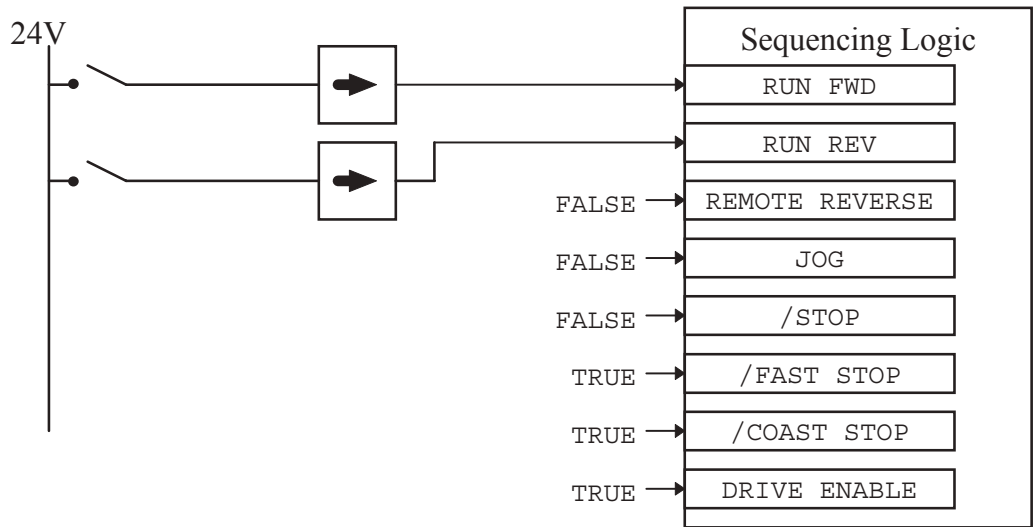 24V
Sequencing Logic
RUN FWD
RUN REV
FALSE REMOTE REVERSE
FALSE JOG
FALSE /STOP
TRUE /FAST STOP
TRUE /COAST STOP
TRUE DRIVE ENABLE